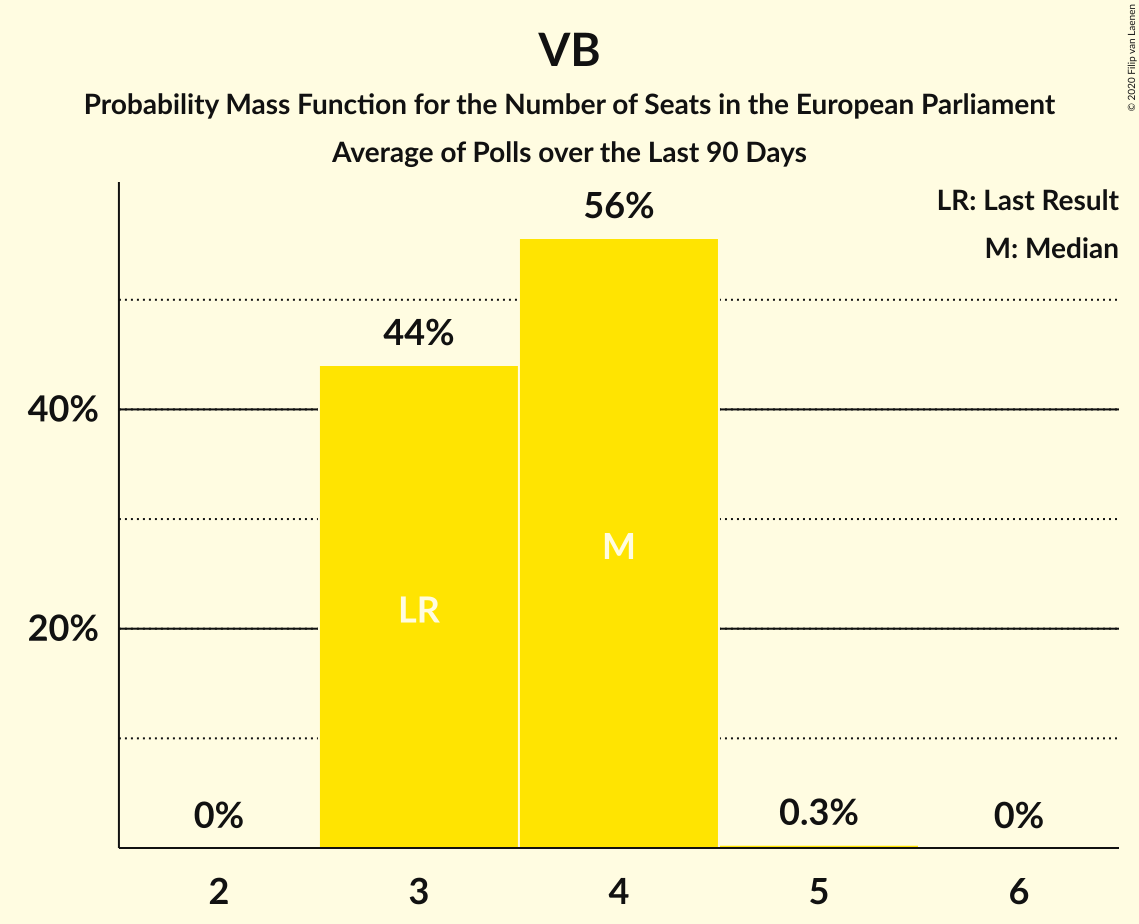 VB
Probability Mass Function for the Number of Seats in the European Parliament
Average of Polls over the Last 90 Days
© 2020 Filip van Laenen
LR: Last Result
M: Median
56%
44%
40%
M
LR
20%
0%
0.3%
0%
2 3 4 5 6